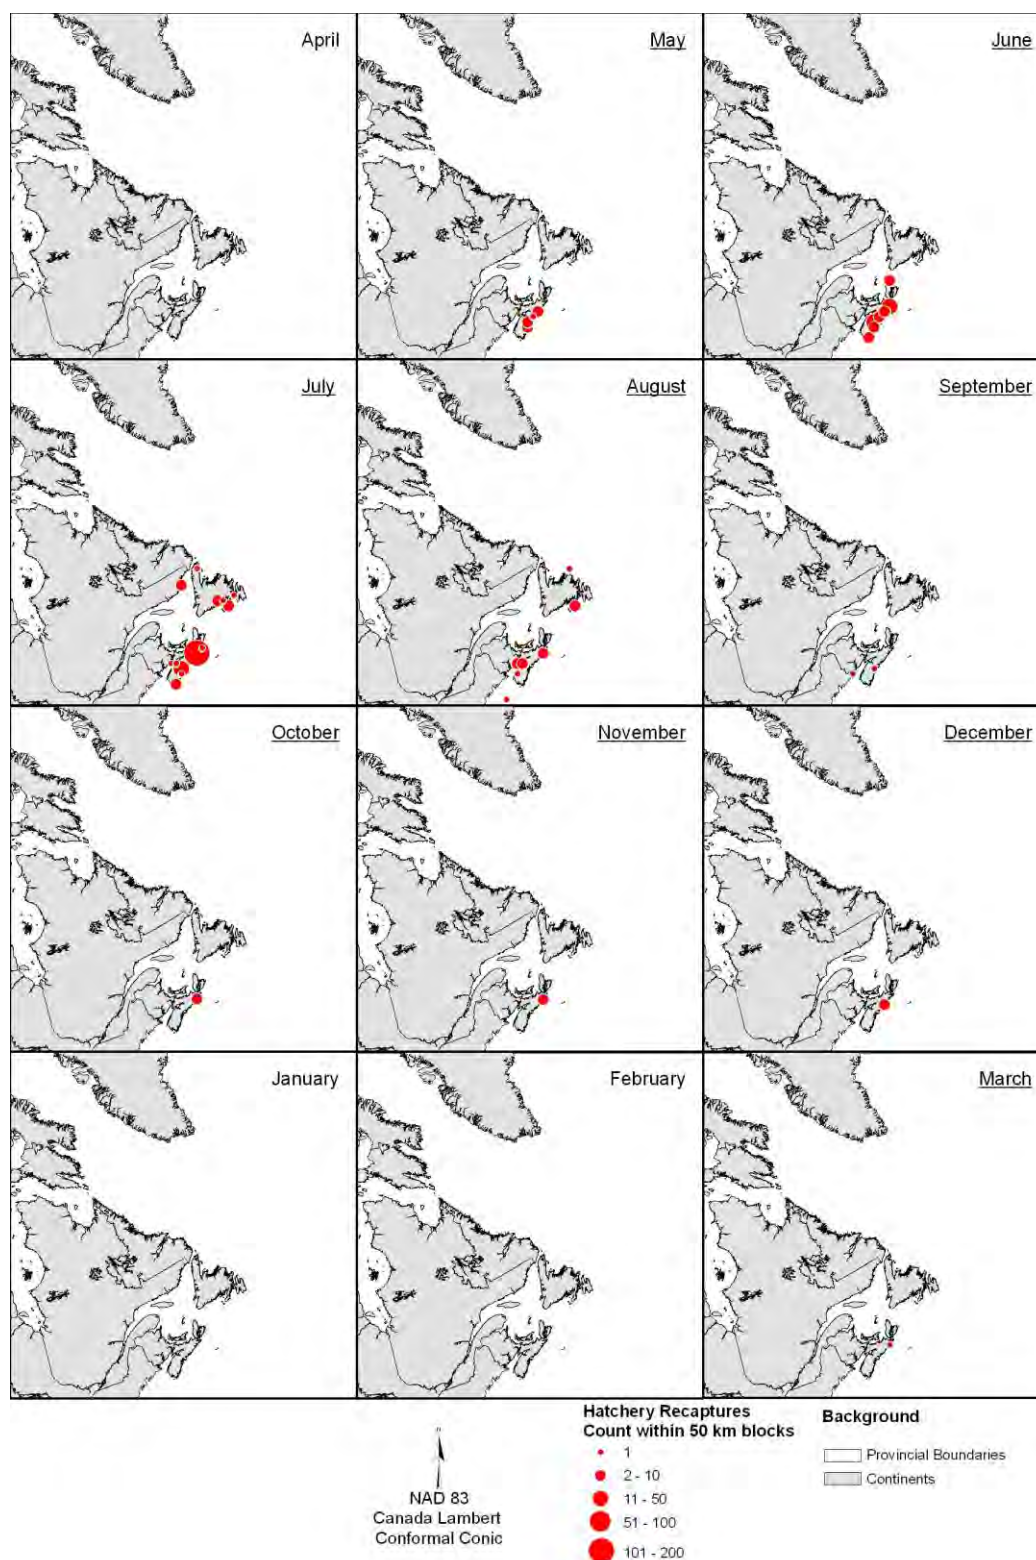 April
May
June
July
August
September
October
November
December
January
February
March
NAD 83
Canada Lambert
Conformal Conic
Hatchery Recaptures
Count within 50 km blocks
1
2 - 10
11 - 50
51 - 100
101 - 200
Background
Provincial Boundaries
Continents